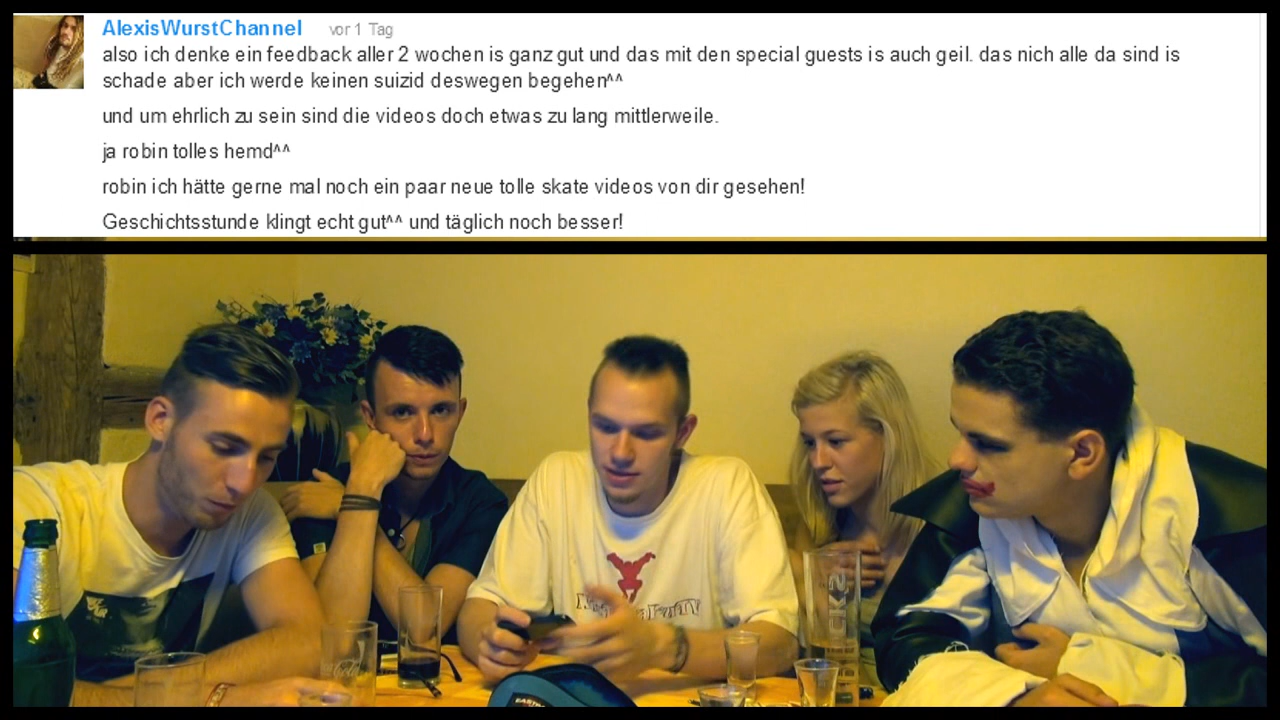 AlexisWurstChannel vor 1 Tag
also ich denke ein feedback aller 2 wochen is ganz gut und das mit den special guests is auch geil. das nich alle da sind is
schade aber ich werde keinen suizid deswegen begehen^^
und um ehrlich zu sein sind die videos doch etwas zu lang mittlerweile.
ja robin tolles hemd^^
robin ich hätte gerne mal noch ein paar neue tolle skate videos von dir gesehen!
Geschichtsstunde klingt echt gut^^ und täglich noch besser!
Coca-Cola